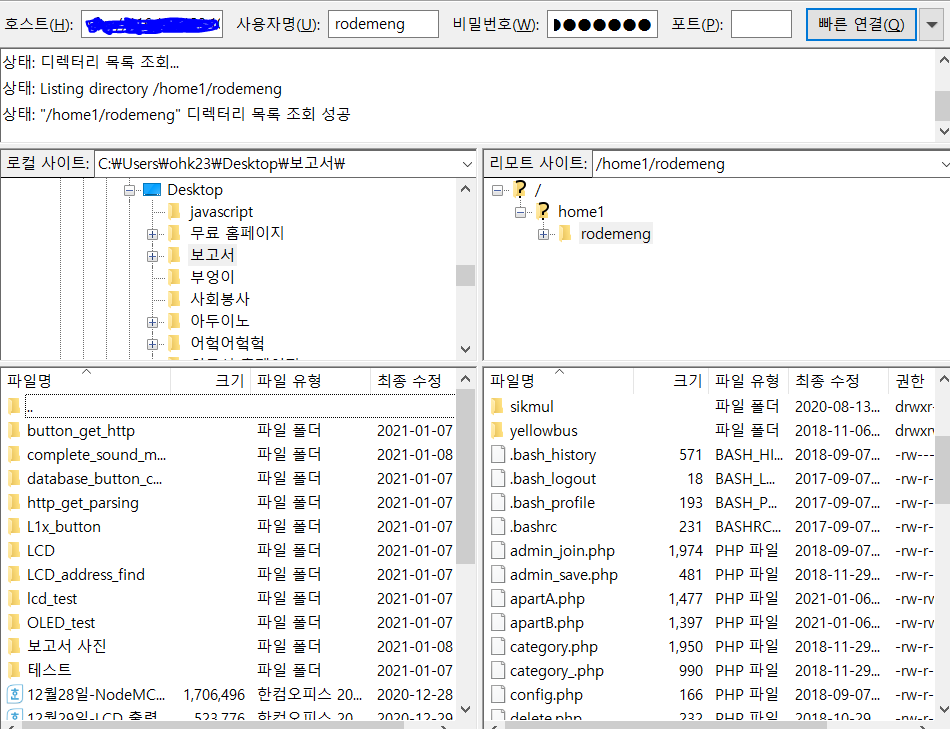 호스트(H): 사용자명(U): rodemeng 비밀번호(W): ●●●●●●● 포트(P): 빠른 연결(Q)
상태: 디렉터리 목록 조회...
상태: Listing directory /home1/rodemeng
상태: "/home1/rodemeng" 디렉터리 목록 조회 성공
로컬 사이트: C:₩Users₩ohk23₩Desktop₩보고서₩
Desktop
javascript
무료 홈페이지
보고서
부엉이
사회봉사
아두이노
어헠어헠헠
리모트 사이트: /home1/rodemeng
/
home1
rodemeng
파일명 크기 파일 유형 최종 수정
..
button_get_http 파일 폴더 2021-01-07
complete_sound_m... 파일 폴더 2021-01-08
database_button_c... 파일 폴더 2021-01-07
http_get_parsing 파일 폴더 2021-01-07
L1x_button 파일 폴더 2021-01-07
LCD 파일 폴더 2021-01-07
LCD_address_find 파일 폴더 2021-01-07
lcd_test 파일 폴더 2021-01-07
OLED_test 파일 폴더 2021-01-07
보고서 사진 파일 폴더 2021-01-08
테스트 파일 폴더 2021-01-07
12월28일-NodeMC... 1,706,496 한컴오피스 20... 2020-12-28
12월29일-LCD 출력 523,776 한컴오피스 20 2020-12-29
파일명 크기 파일 유형 최종 수정 권한
sikmul 파일 폴더 2020-08-13... drwxr-
yellowbus 파일 폴더 2018-11-06... drwxrw
.bash_history 571 BASH_HI... 2018-09-07... -rw---
.bash_logout 18 BASH_L... 2017-09-07... -rw-r-
.bash_profile 193 BASH_P... 2017-09-07... -rw-r-
.bashrc 231 BASHRC... 2017-09-07... -rw-r-
admin_join.php 1,974 PHP 파일 2018-09-07... -rw-r-
admin_save.php 481 PHP 파일 2018-11-29... -rw-r-
apartA.php 1,477 PHP 파일 2021-01-06... -rw-rw
apartB.php 1,397 PHP 파일 2021-01-06... -rw-r-
category.php 1,950 PHP 파일 2018-11-29... -rw-r-
category_.php 990 PHP 파일 2018-11-29... -rw-r-
config.php 166 PHP 파일 2018-09-07... -rw-r-
delete.php 232 PHP 파일 2018-10-29 -rw-r-